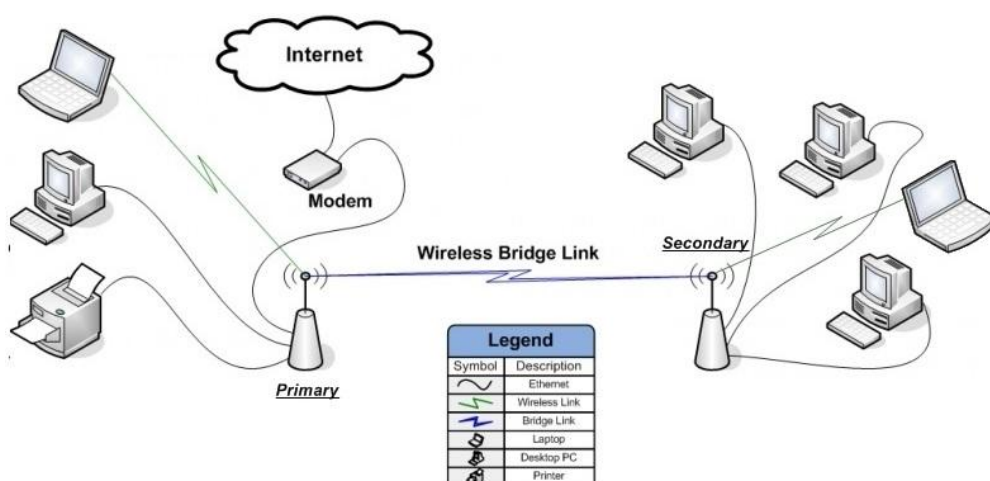 Internet
Modem
Wireless Bridge Link
Secondary
Primary
Legend
Symbol Description
Ethernet
Wireless Link
Bridge Link
Laptop
Desktop PC
Printer